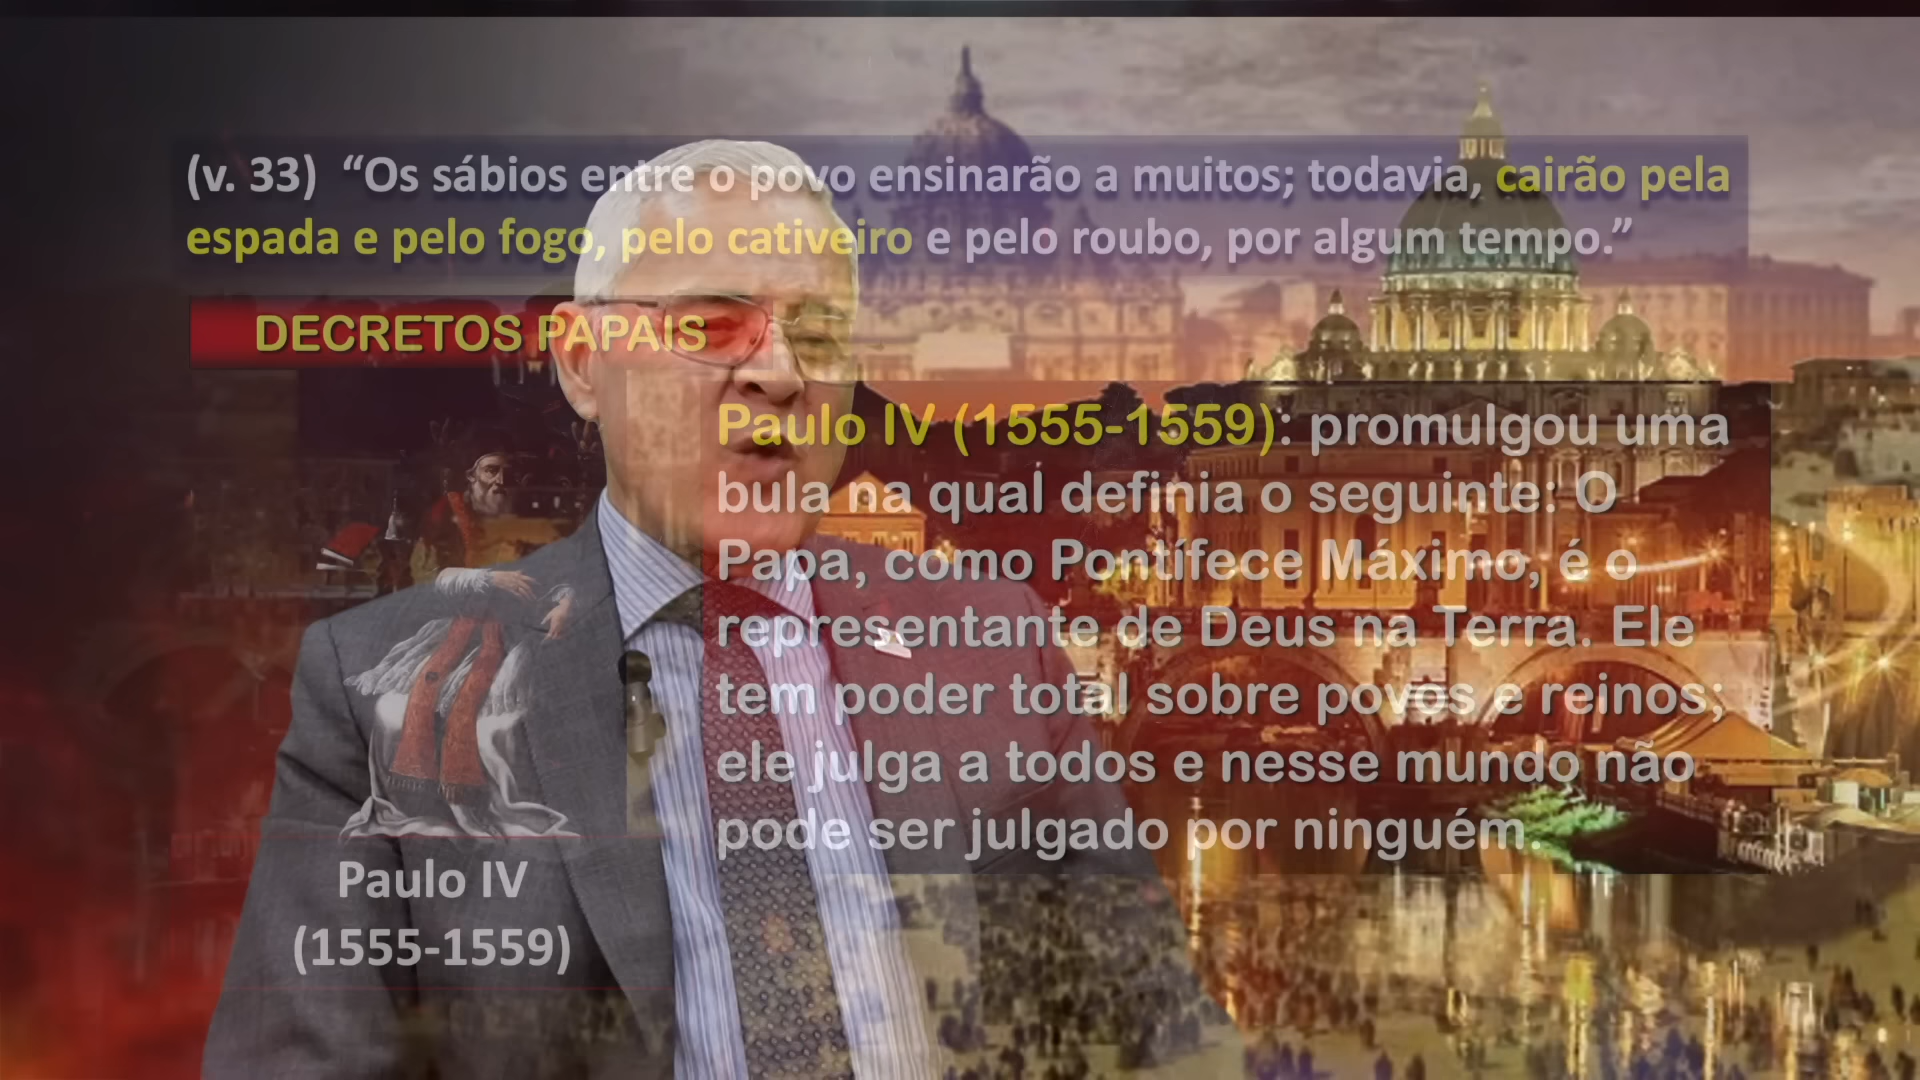 (v. 33) “Os sábios entre o povo ensinarão a muitos; todavia, cairão pela
espada e pelo fogo, pelo cativeiro e pelo roubo, por algum tempo.”
DECRETOS PAPAIS
Paulo IV (1555-1559): promulgou uma
bula na qual definia o seguinte: O
Papa, como Pontífece Máximo, é o
representante de Deus na Terra. Ele
tem poder total sobre povos e reinos;
ele julga a todos e nesse mundo não
pode ser julgado por ninguém.
Paulo IV
(1555-1559)